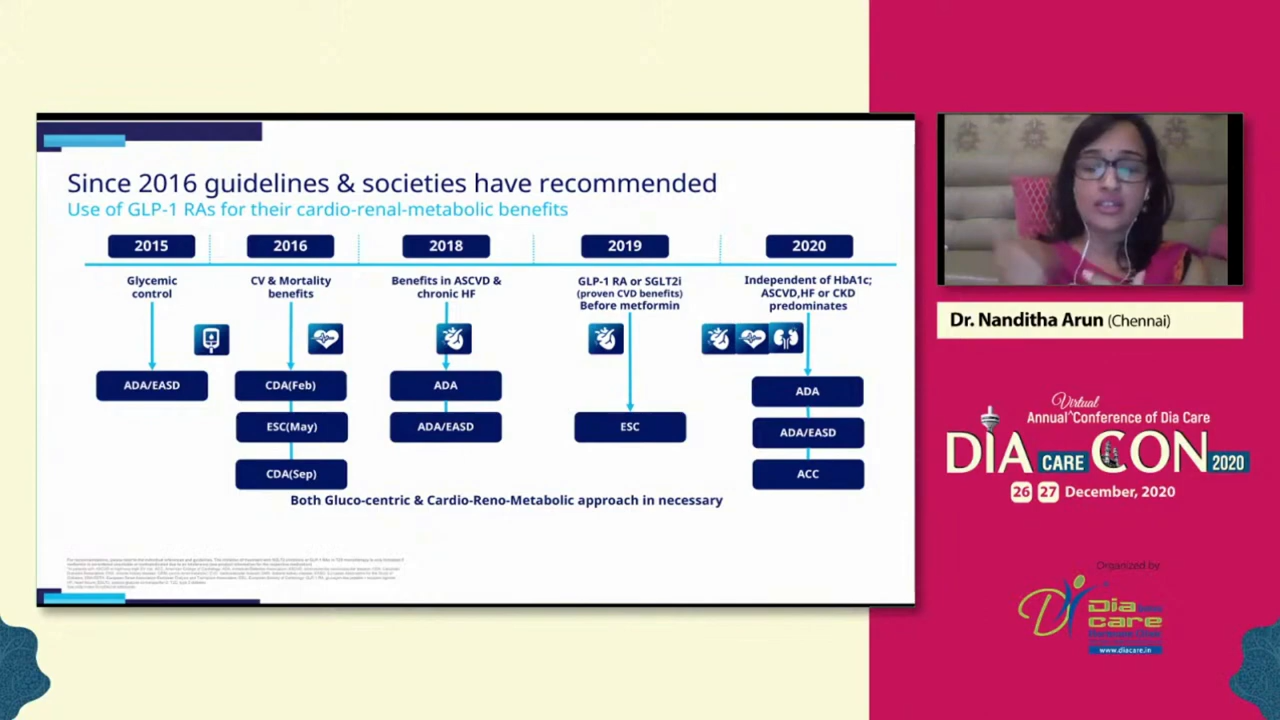 Since 2016 guidelines & societies have recommended
Use of GLP-1 RAs for their cardio-renal-metabolic benefits
2015
2016
2018
2019
2020
Glycemic
control
CV & Mortality
benefits
Benefits in ASCVD &
chronic HF
GLP-1 RA or SGLT2i
(proven CVD benefits)
Before metformin
Independent of HbA1c;
ASCVD,HF or CKD
predominates
ADA/EASD
CDA(Feb)
ESC(May)
CDA(Sep)
ADA
ADA/EASD
ESC
ADA
ADA/EASD
ACC
Both Gluco-centric & Cardio-Reno-Metabolic approach in necessary
Dr. Nanditha Arun (Chennai)
Virtual
Annual^Conference of Dia Care
DIA CARE CON 2020
26 27 December, 2020
Organized by
Dia
care
www.diacare.in